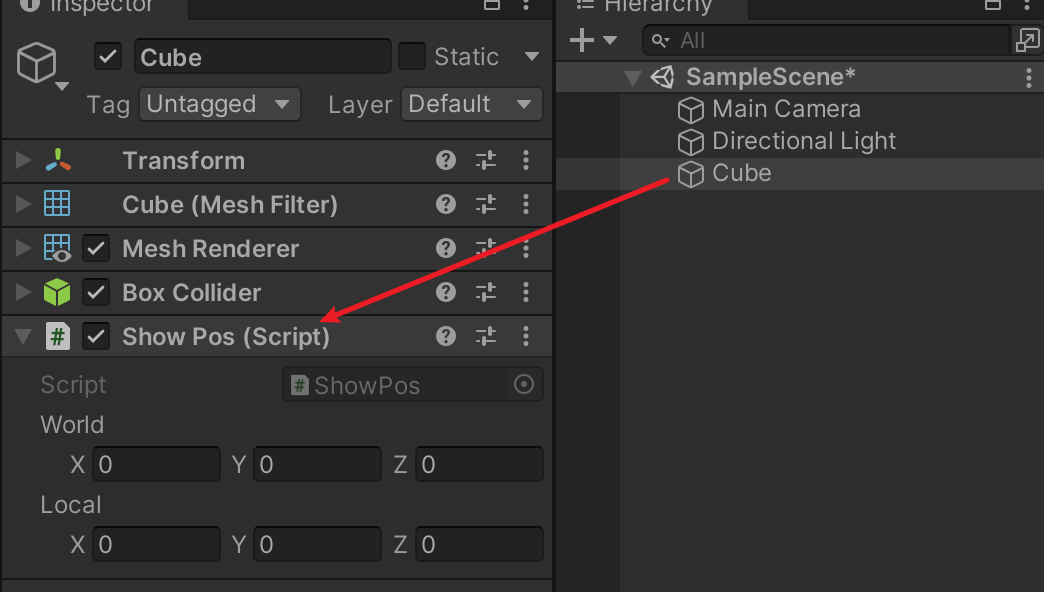 Inspector
Cube
Static
Tag Untagged
Layer Default
Transform
Cube (Mesh Filter)
Mesh Renderer
Box Collider
# Show Pos (Script)
Script # ShowPos
World
X 0 Y 0 Z 0
Local
X 0 Y 0 Z 0
Hierarchy
All
SampleScene*
Main Camera
Directional Light
Cube